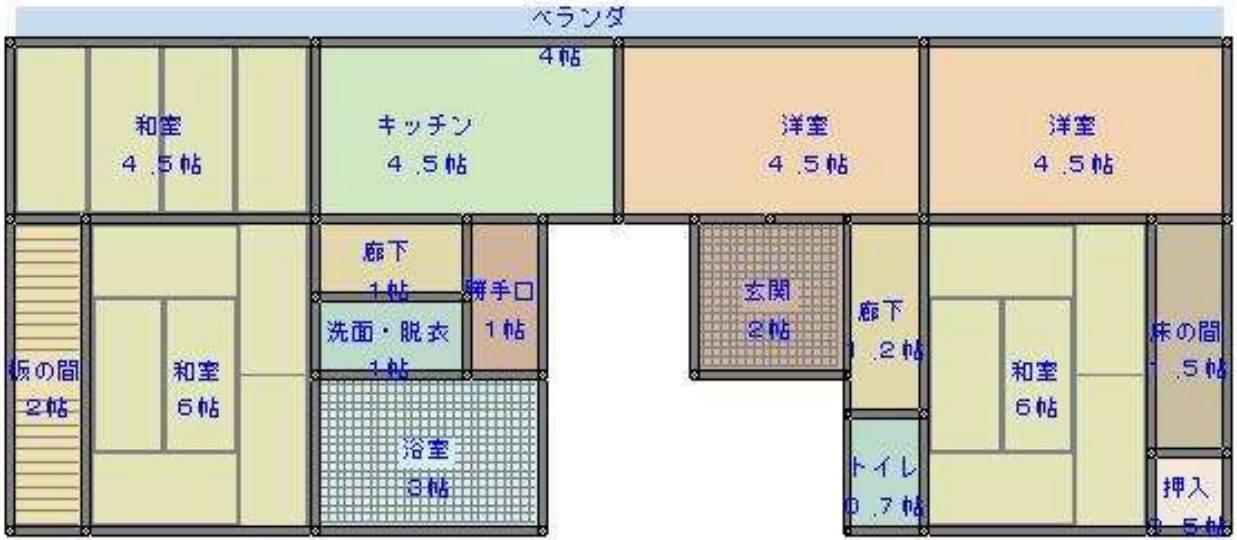 ベランダ
4帖
和室
4.5帖
キッチン
4.5帖
洋室
4.5帖
洋室
4.5帖
板の間
2帖
和室
6帖
廊下
1帖
勝手口
1帖
洗面・脱衣
1帖
浴室
3帖
玄関
2帖
廊下
1.2帖
トイレ
0.7帖
和室
6帖
床の間
1.5帖
押入
0.5帖